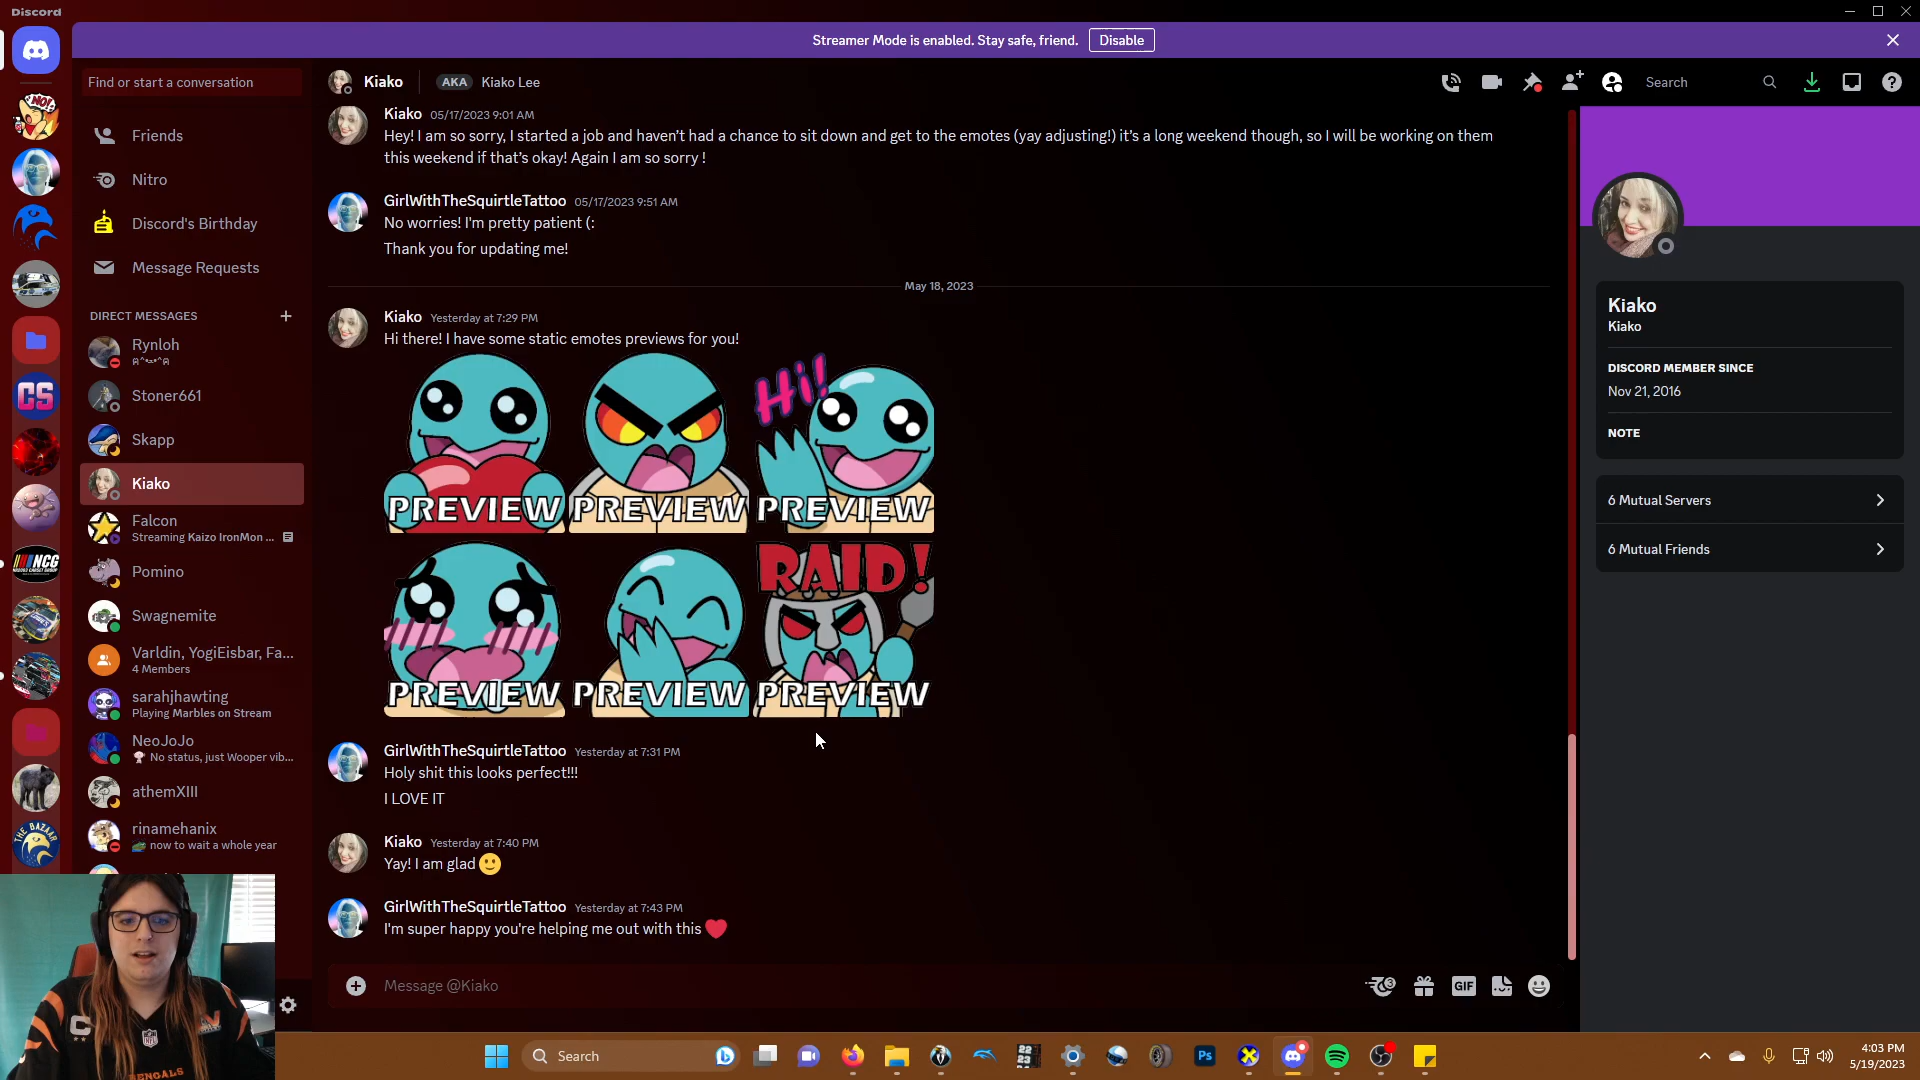 Discord
Streamer Mode is enabled. Stay safe, friend.
Disable
Find or start a conversation
Kiako
AKA
Kiako Lee
Search
Friends
Nitro
Discord's Birthday
Message Requests
DIRECT MESSAGES
Rynloh
Stoner661
Skapp
Kiako
Falcon
Streaming Kaizo IronMon ...
Pomino
Swagnemite
Varldin, YogiEisbar, Fa...
4 Members
sarahjhawting
Playing Marbles on Stream
NeoJoJo
No status, just Wooper vib...
athemXIII
rinamehanix
now to wait a whole year
NO!
CS
NCG
THE BAZAAR
Kiako 05/17/2023 9:01 AM
Hey! I am so sorry, I started a job and haven't had a chance to sit down and get to the emotes (yay adjusting!) it's a long weekend though, so I will be working on them
this weekend if that's okay! Again I am so sorry !
GirlWithTheSquirtleTattoo 05/17/2023 9:51 AM
No worries! I'm pretty patient (:
Thank you for updating me!
May 18, 2023
Kiako Yesterday at 7:29 PM
Hi there! I have some static emotes previews for you!
Hi!
PREVIEW PREVIEW PREVIEW
RAID!
PREVIEW PREVIEW PREVIEW
GirlWithTheSquirtleTattoo Yesterday at 7:31 PM
Holy shit this looks perfect!!!
I LOVE IT
Kiako Yesterday at 7:40 PM
Yay! I am glad
GirlWithTheSquirtleTattoo Yesterday at 7:43 PM
I'm super happy you're helping me out with this
Message @Kiako
GIF
Kiako
Kiako
DISCORD MEMBER SINCE
Nov 21, 2016
NOTE
6 Mutual Servers
6 Mutual Friends
C
NFL
BENGALS
Search
22
23
Ps
4:03 PM
5/19/2023